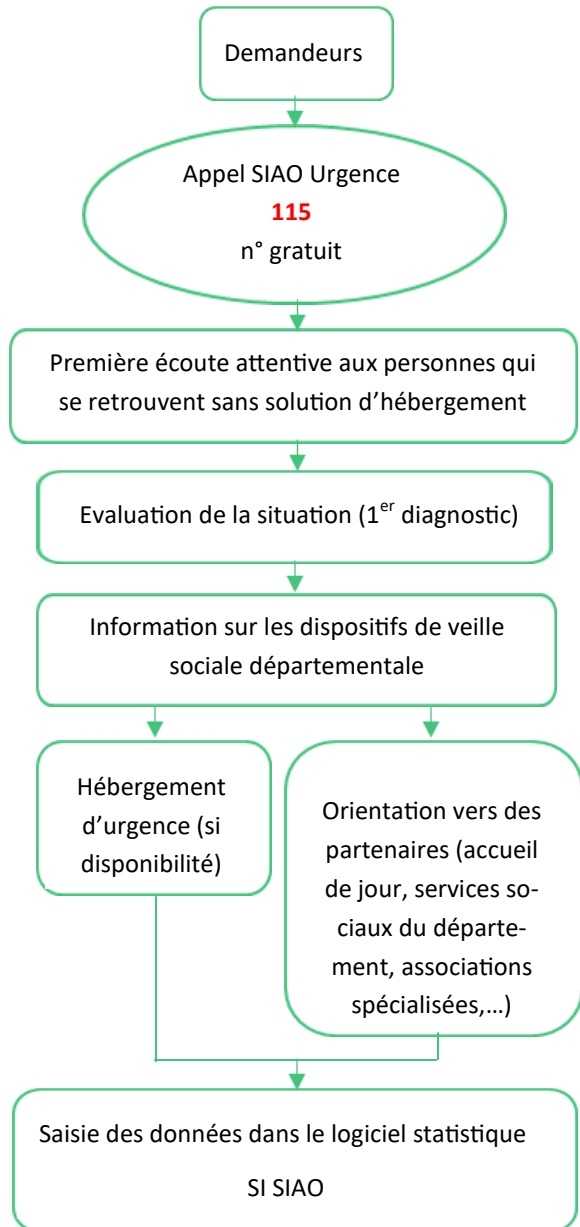 Demandeurs
Appel SIAO Urgence
115
n° gratuit
Première écoute attentive aux personnes qui
se retrouvent sans solution d’hébergement
Evaluation de la situation (1er diagnostic)
Information sur les dispositifs de veille
sociale départementale
Hébergement
d’urgence (si
disponibilité)
Orientation vers des
partenaires (accueil
de jour, services so-
ciaux du départe-
ment, associations
spécialisées,…)
Saisie des données dans le logiciel statistique
SI SIAO